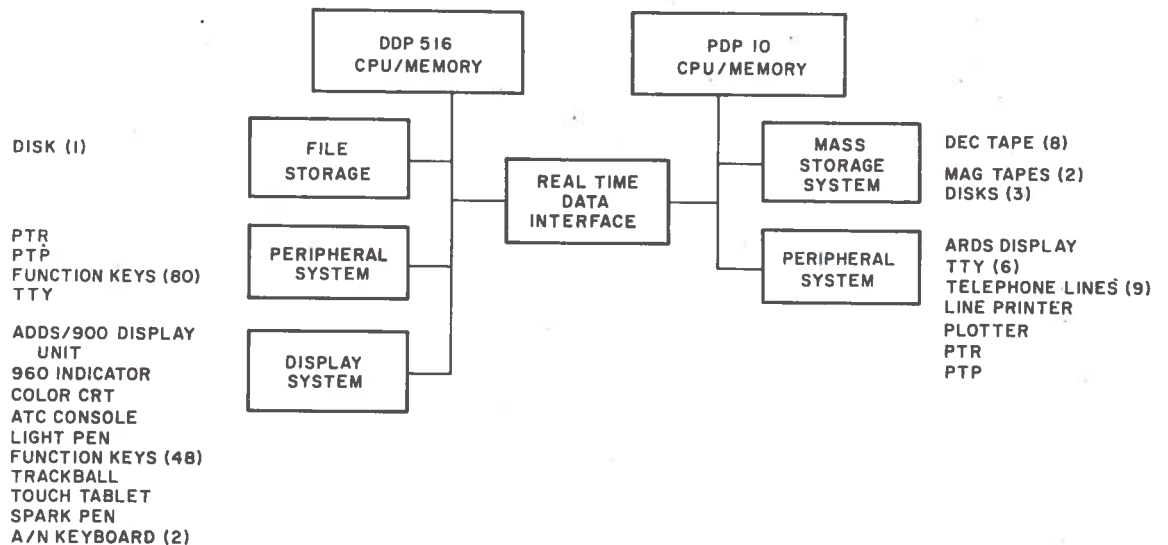 DDP 516
CPU/MEMORY
PDP 10
CPU/MEMORY
DISK (1)
FILE
STORAGE
REAL TIME
DATA
INTERFACE
MASS
STORAGE
SYSTEM
DEC TAPE (8)
MAG TAPES (2)
DISKS (3)
PTR
PTP
FUNCTION KEYS (80)
TTY
PERIPHERAL
SYSTEM
PERIPHERAL
SYSTEM
ARDS DISPLAY
TTY (6)
TELEPHONE LINES (9)
LINE PRINTER
PLOTTER
PTR
PTP
ADDS/900 DISPLAY
UNIT
960 INDICATOR
COLOR CRT
ATC CONSOLE
LIGHT PEN
FUNCTION KEYS (48)
TRACKBALL
TOUCH TABLET
SPARK PEN
A/N KEYBOARD (2)
DISPLAY
SYSTEM